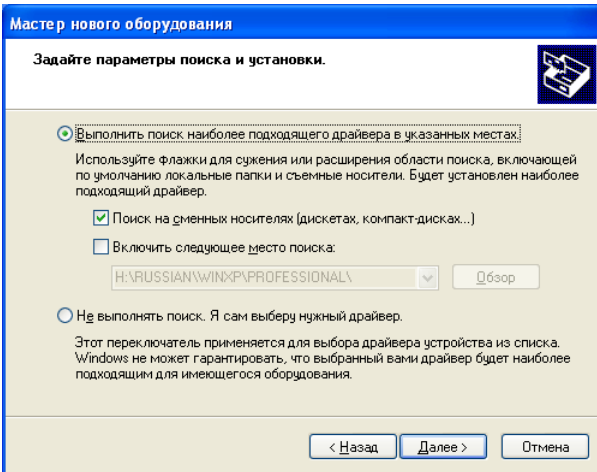 Мастер нового оборудования
Задайте параметры поиска и установки.
Выполнить поиск наиболее подходящего драйвера в указанных местах.
Используйте флажки для сужения или расширения области поиска, включающей
по умолчанию локальные папки и съемные носители. Будет установлен наиболее
подходящий драйвер.
Поиск на сменных носителях (дискетах, компакт-дисках...)
Включить следующее место поиска:
H:\RUSSIAN\WINXP\PROFESSIONAL\
Обзор
Не выполнять поиск. Я сам выберу нужный драйвер.
Этот переключатель применяется для выбора драйвера устройства из списка.
Windows не может гарантировать, что выбранный вами драйвер будет наиболее
подходящим для имеющегося оборудования.
< Назад Далее > Отмена